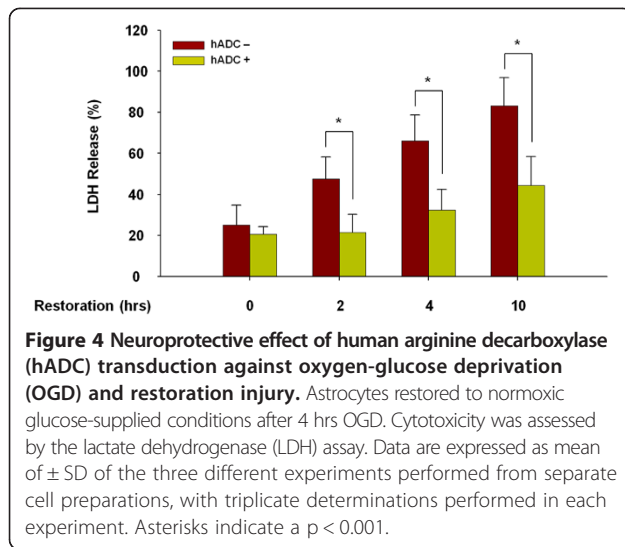 120
100
80
60
40
20
0
LDH Release (%)
hADC –
hADC +
*
*
*
Restoration (hrs)
0 2 4 10
Figure 4 Neuroprotective effect of human arginine decarboxylase
(hADC) transduction against oxygen-glucose deprivation
(OGD) and restoration injury. Astrocytes restored to normoxic
glucose-supplied conditions after 4 hrs OGD. Cytotoxicity was assessed
by the lactate dehydrogenase (LDH) assay. Data are expressed as mean
of ± SD of the three different experiments performed from separate
cell preparations, with triplicate determinations performed in each
experiment. Asterisks indicate a p < 0.001.